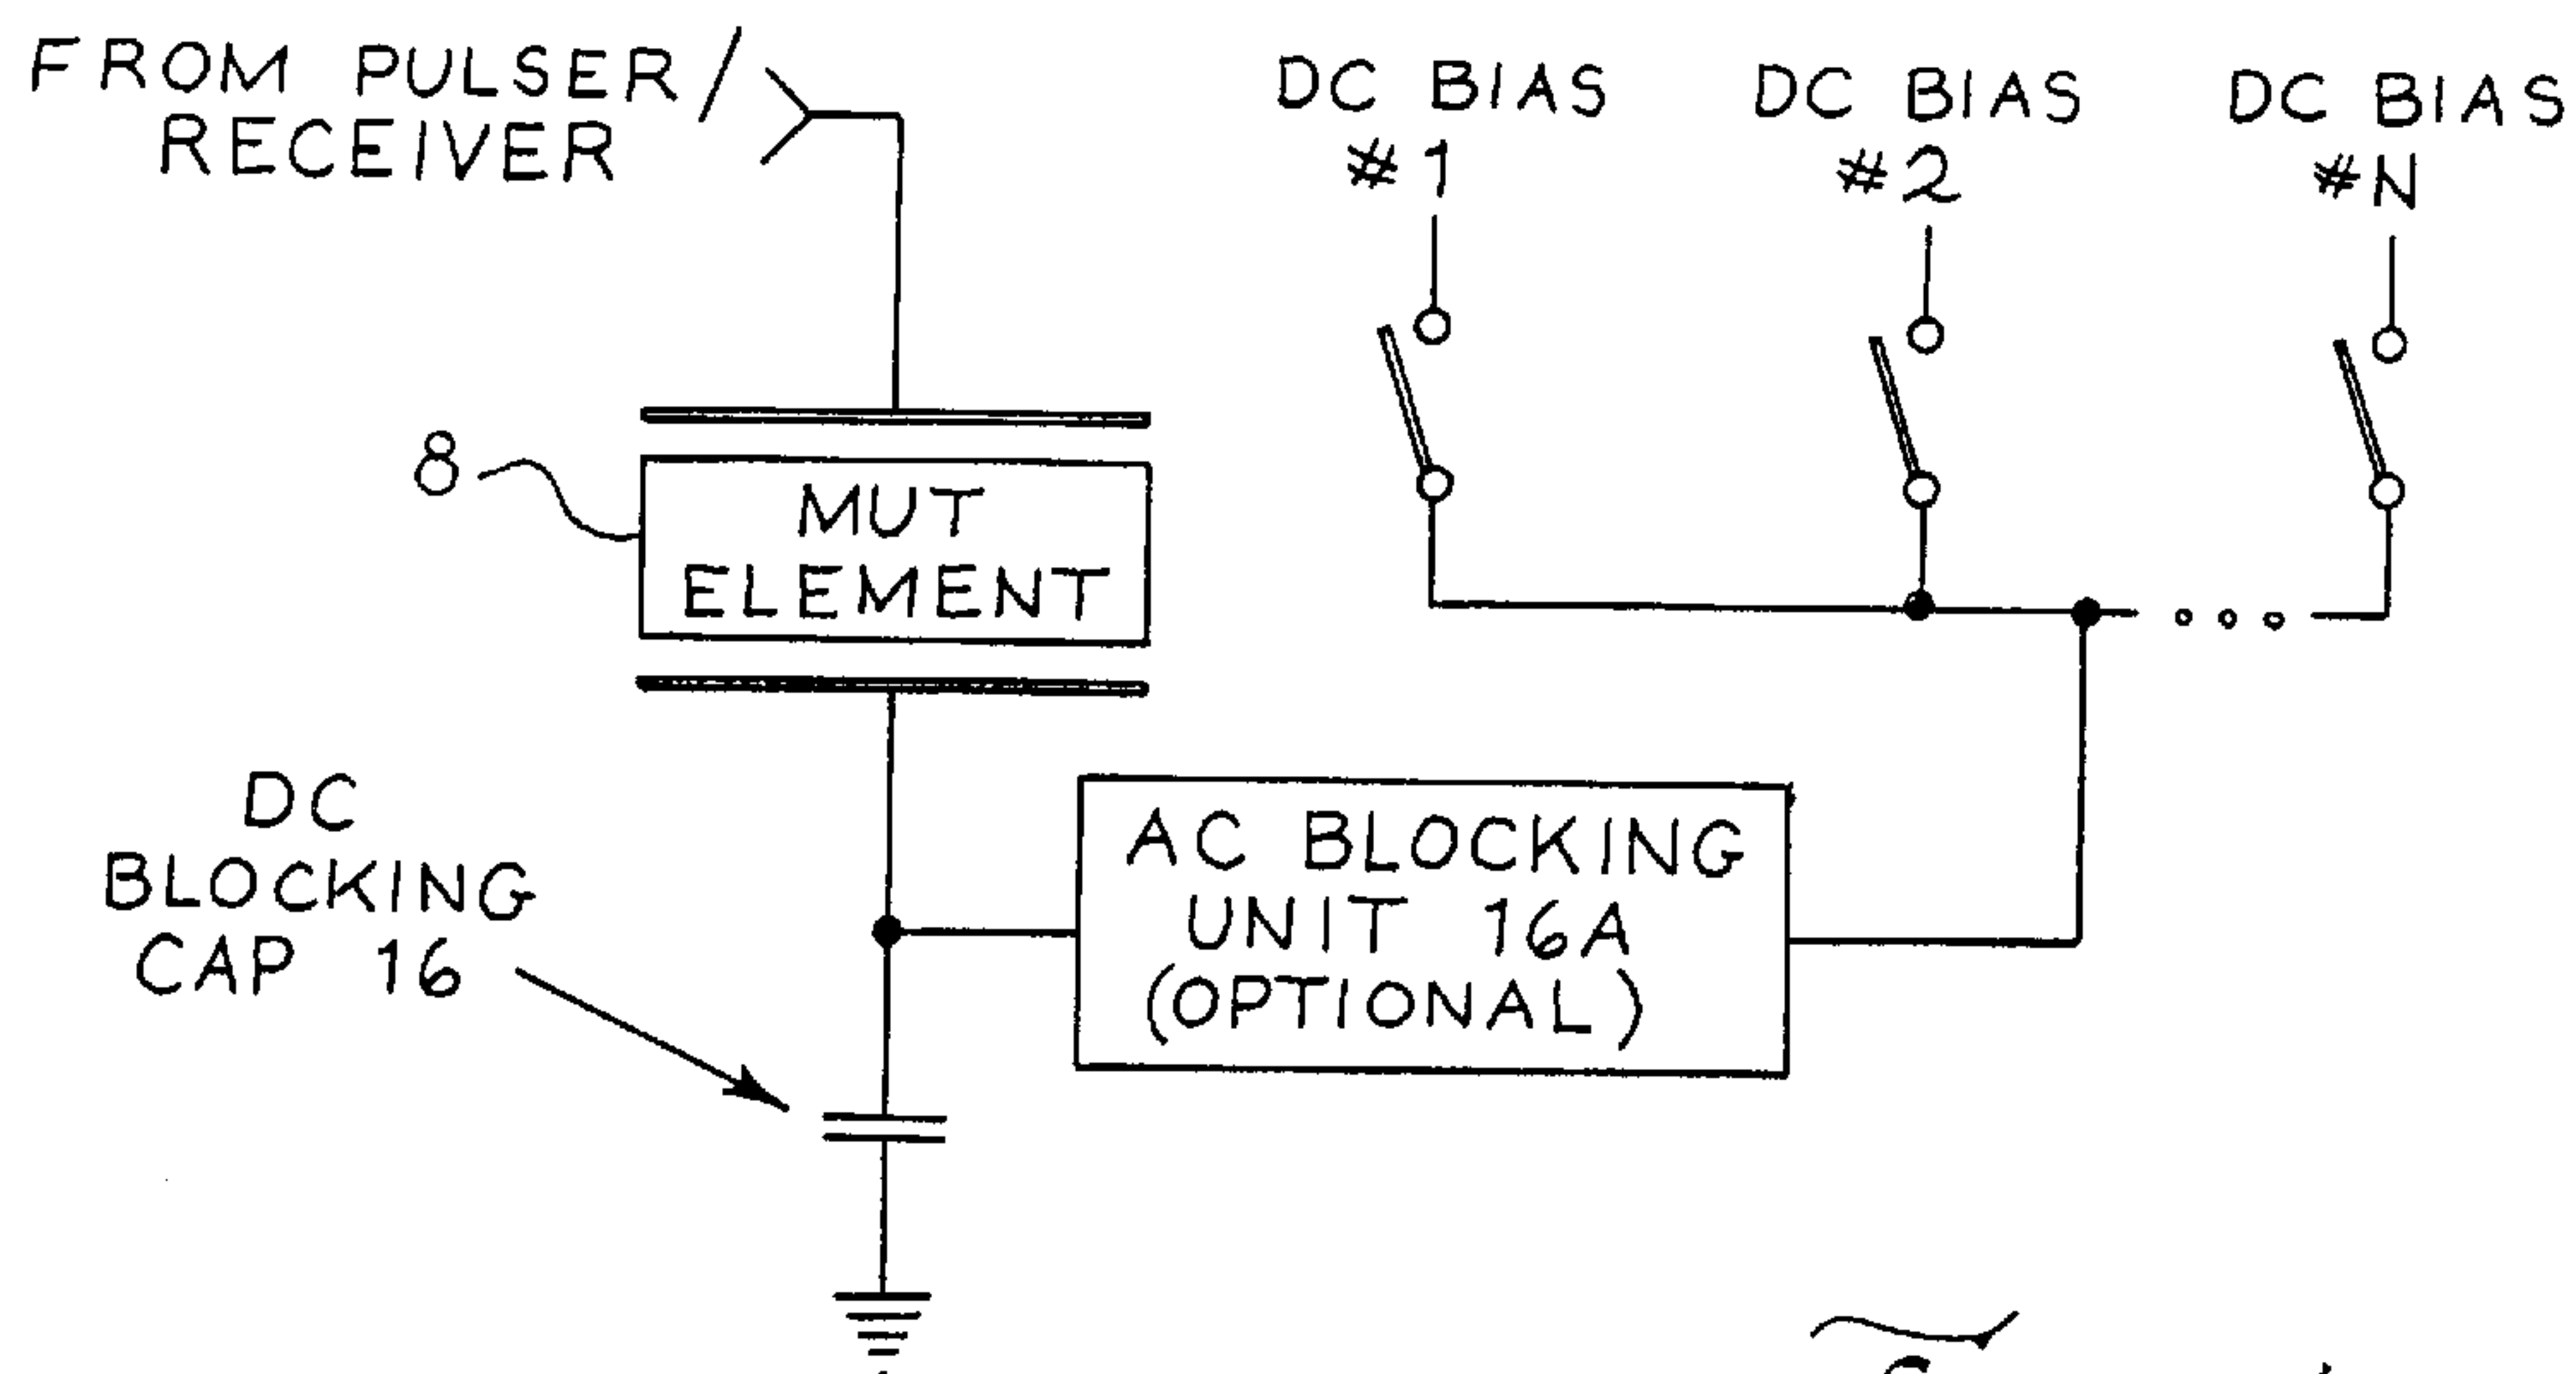 FROM PULSER/
RECEIVER
DC BIAS
#1
DC BIAS
#2
DC BIAS
#N
8
MUT
ELEMENT
DC
BLOCKING
CAP 16
AC BLOCKING
UNIT 16A
(OPTIONAL)